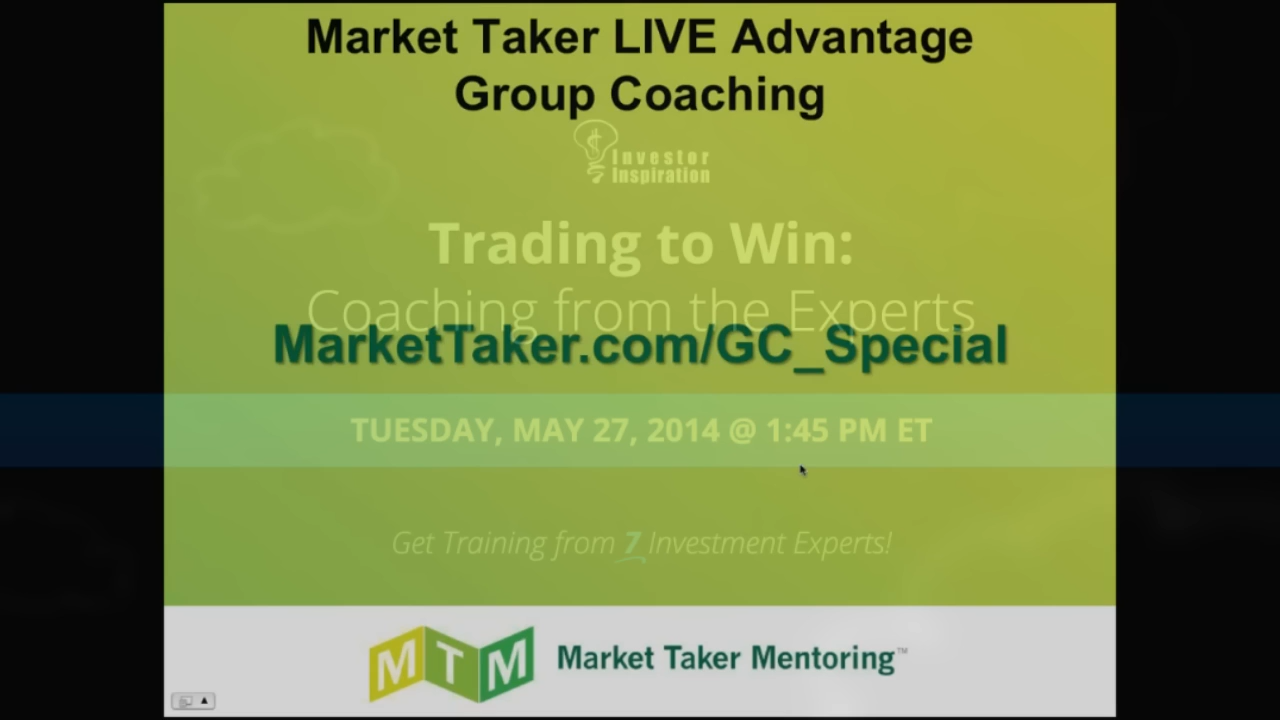 Market Taker LIVE Advantage
Group Coaching
Investor
Inspiration
Trading to Win:
Coaching from the Experts
MarketTaker.com/GC_Special
TUESDAY, MAY 27, 2014 @ 1:45 PM ET
Get Training from 7 Investment Experts!
MTM Market Taker Mentoring™